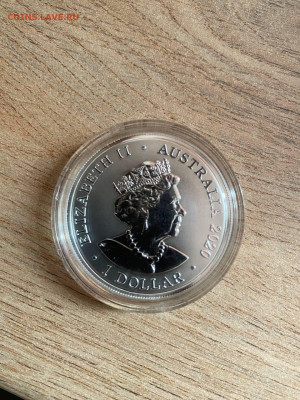 COINS.LAVE.RU
ELIZABETH II · AUSTRALIA 2020 ·
1 DOLLAR ·